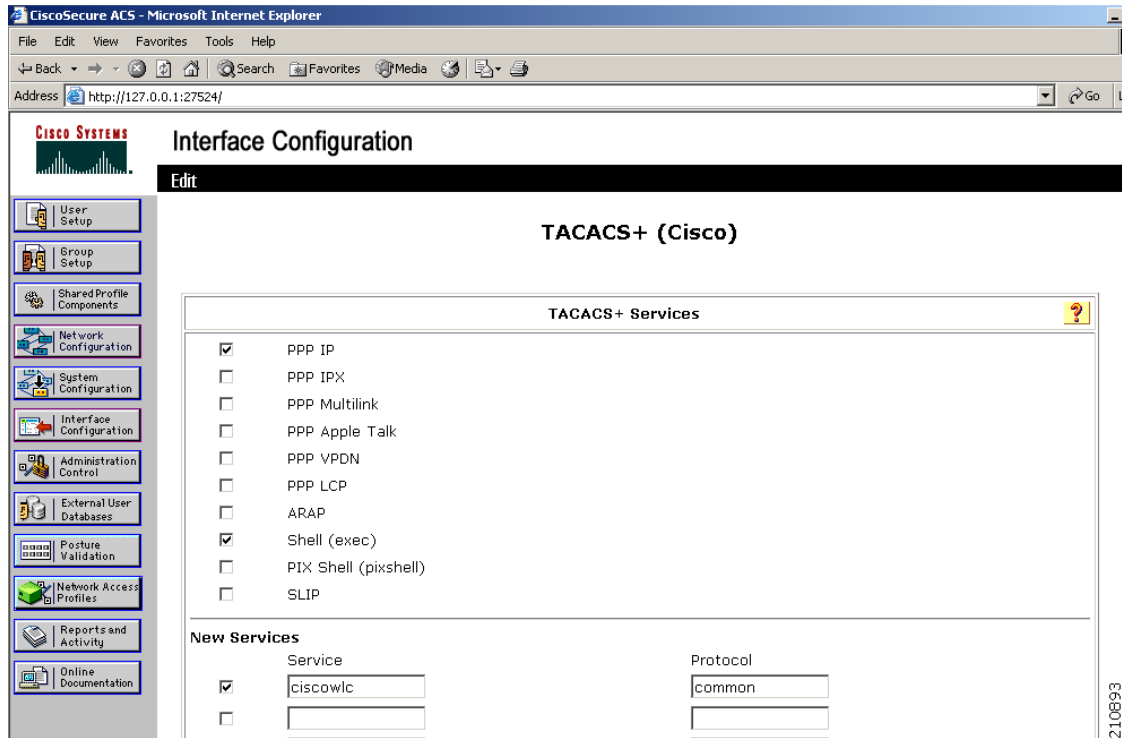 CiscoSecure ACS - Microsoft Internet Explorer
File Edit View Favorites Tools Help
Back Search Favorites Media
Address http://127.0.0.1:27524/ Go
CISCO SYSTEMS
Interface Configuration
Edit
User
Setup
Group
Setup
Shared Profile
Components
Network
Configuration
System
Configuration
Interface
Configuration
Administration
Control
External User
Databases
Posture
Validation
Network Access
Profiles
Reports and
Activity
Online
Documentation
TACACS+ (Cisco)
TACACS+ Services ?
PPP IP
PPP IPX
PPP Multilink
PPP Apple Talk
PPP VPDN
PPP LCP
ARAP
Shell (exec)
PIX Shell (pixshell)
SLIP
New Services
Service Protocol
ciscowlc common
210893